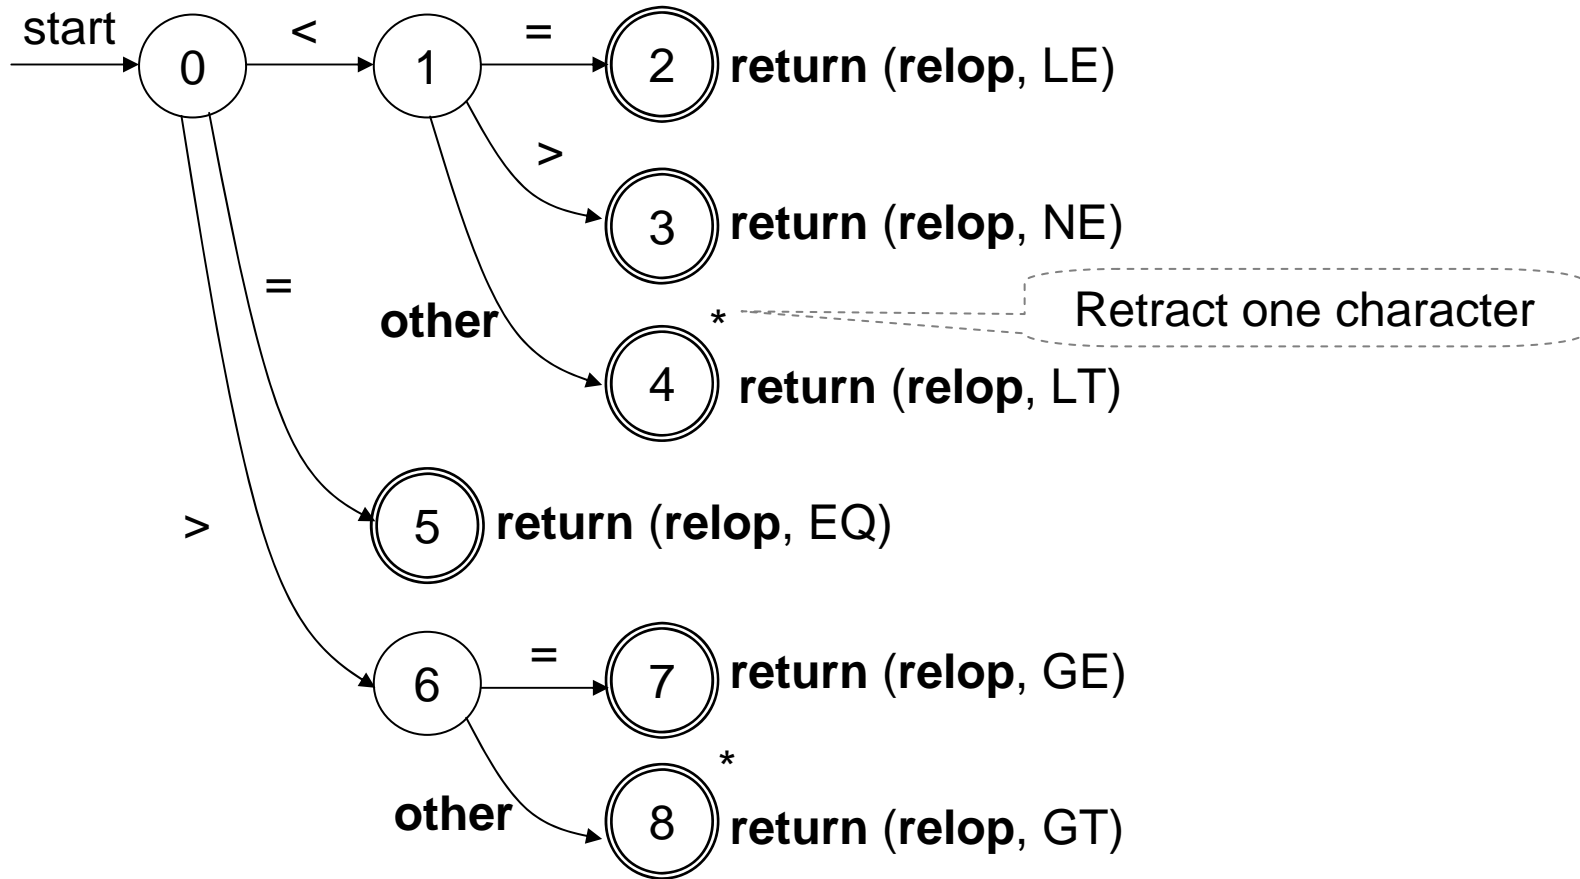 start
<
=
0
1
2
return (relop, LE)
>
3
return (relop, NE)
=
other
*
Retract one character
4
return (relop, LT)
>
5
return (relop, EQ)
6
=
7
return (relop, GE)
*
other
8
return (relop, GT)